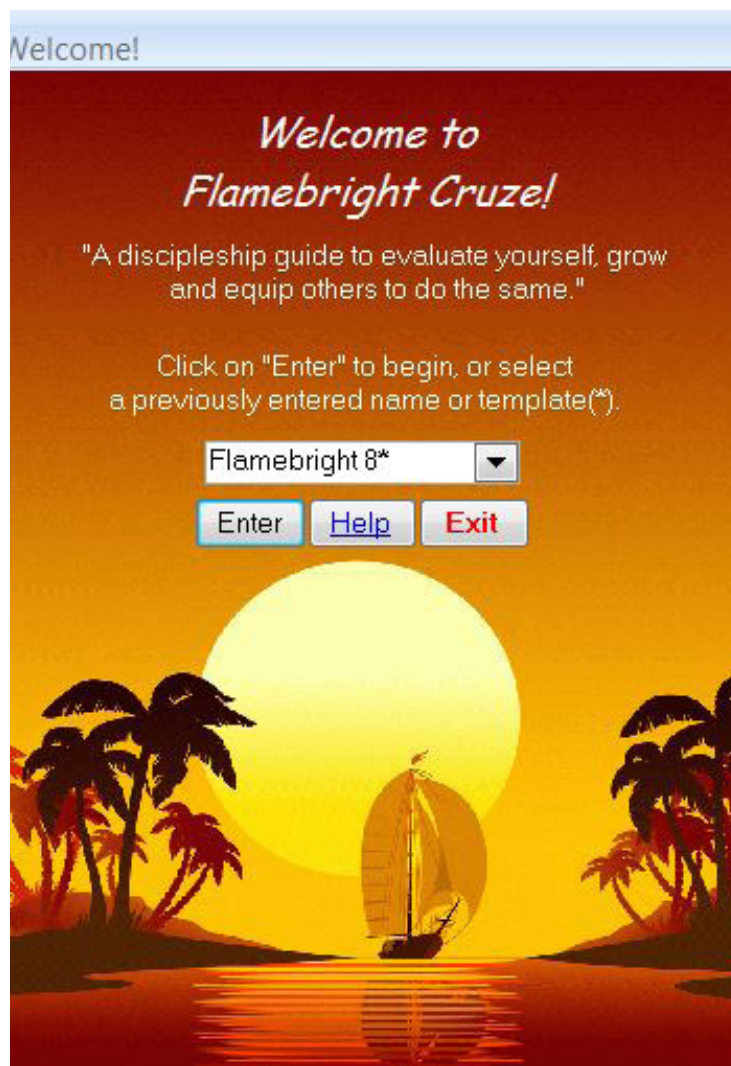 Welcome!
Welcome to
Flamebright Cruze!
"A discipleship guide to evaluate yourself, grow
and equip others to do the same."
Click on "Enter" to begin, or select
a previously entered name or template(*).
Flamebright 8*
Enter Help Exit